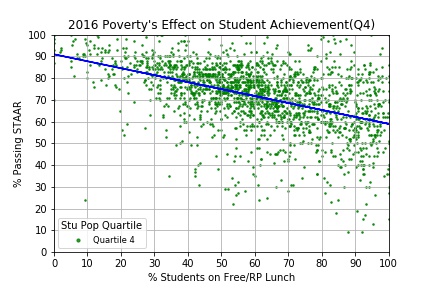 2016 Poverty's Effect on Student Achievement(Q4)
100
90
80
70
60
50
40
30
20
10
0
% Passing STAAR
Stu Pop Quartile
Quartile 4
0 10 20 30 40 50 60 70 80 90 100
% Students on Free/RP Lunch